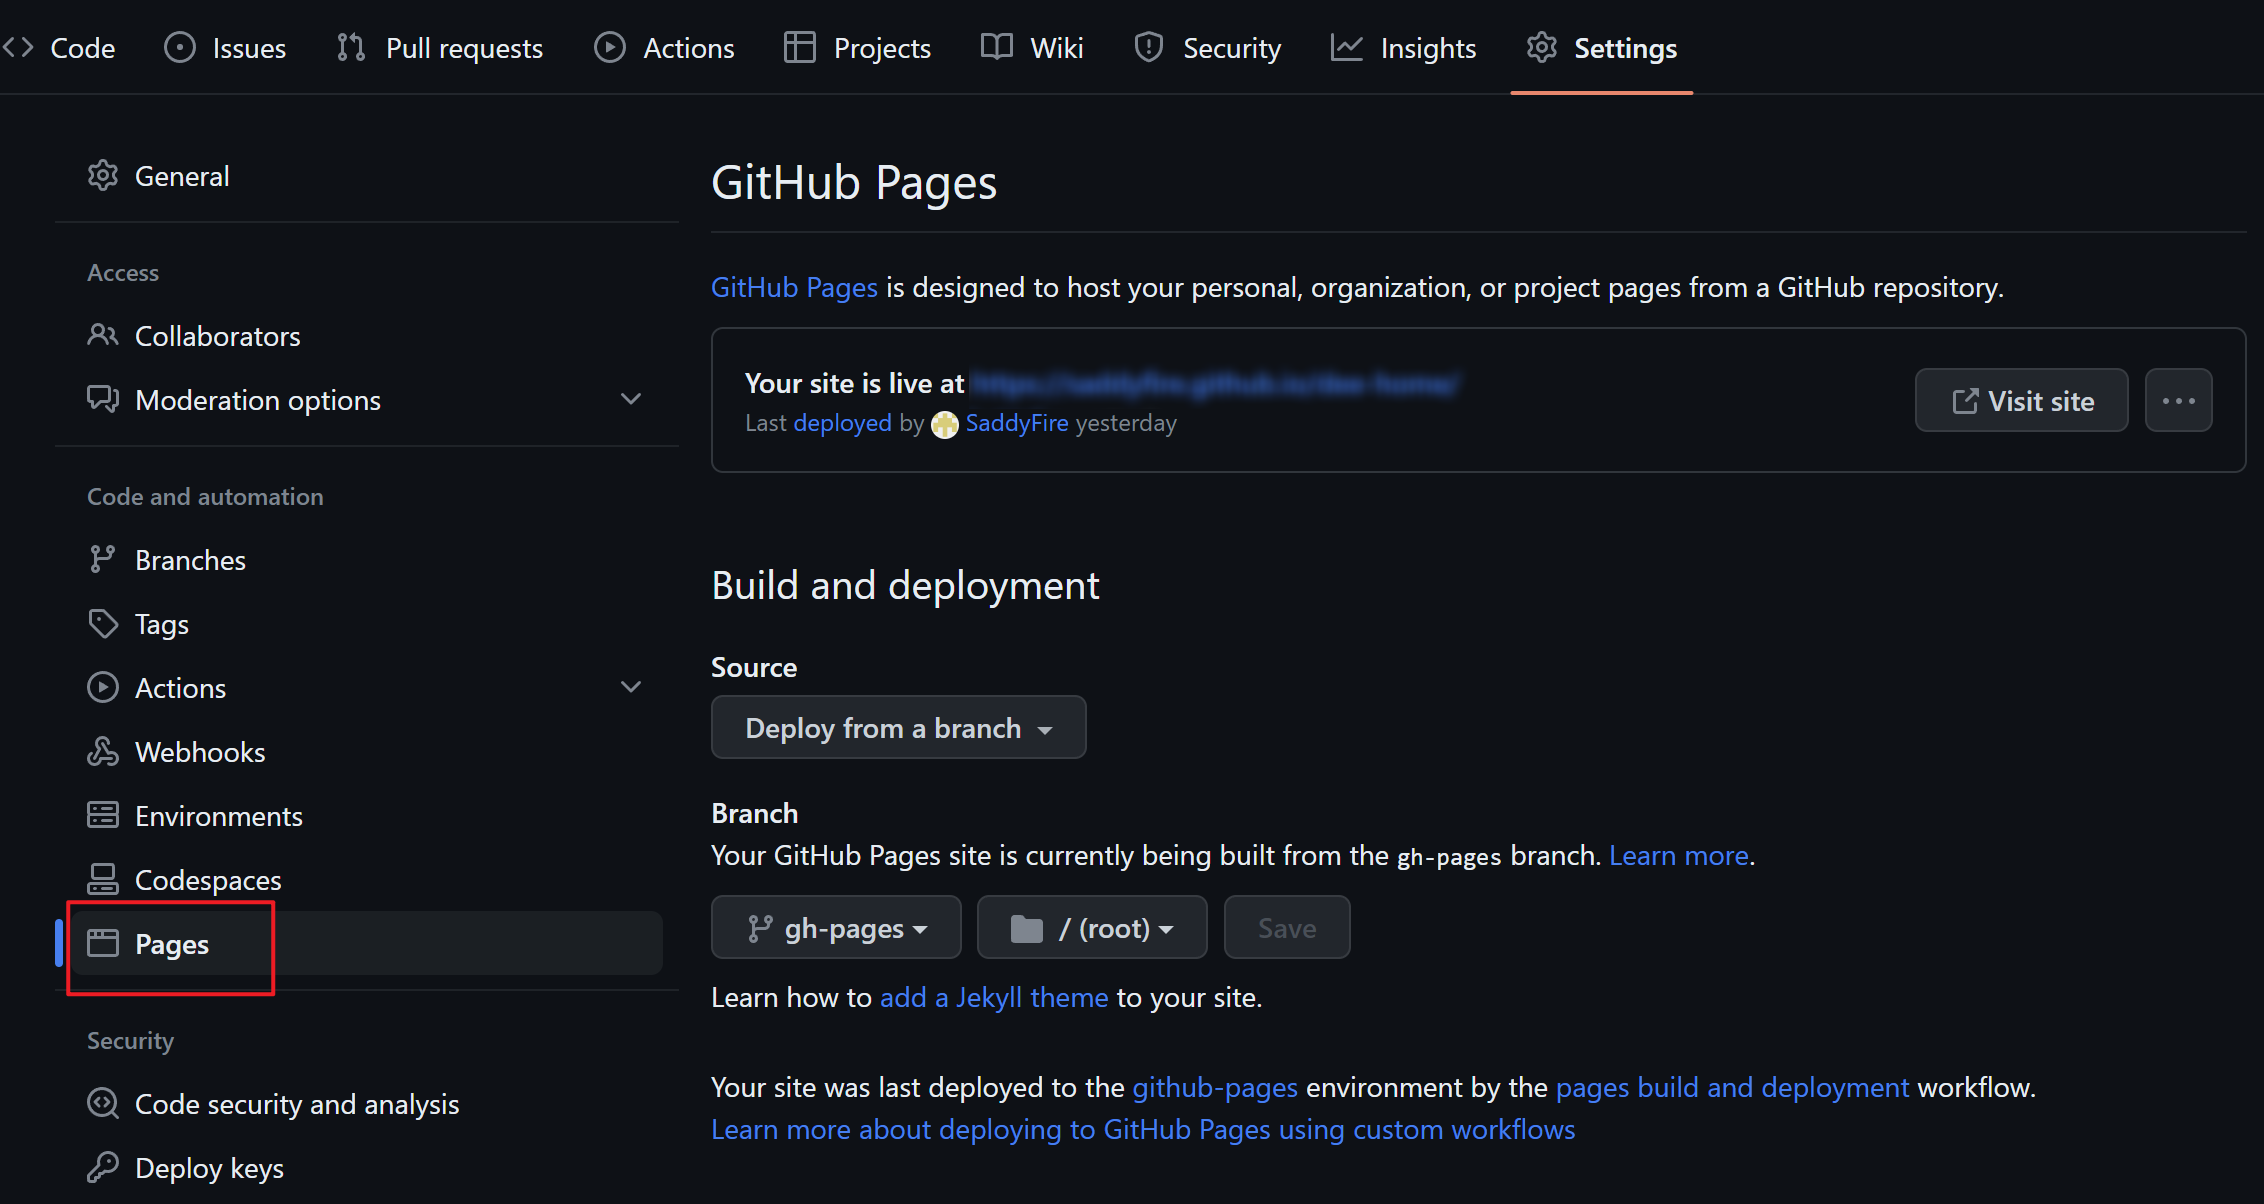 Code Issues Pull requests Actions Projects Wiki Security Insights Settings
General
Access
Collaborators
Moderation options
Code and automation
Branches
Tags
Actions
Webhooks
Environments
Codespaces
Pages
Security
Code security and analysis
Deploy keys
GitHub Pages
GitHub Pages is designed to host your personal, organization, or project pages from a GitHub repository.
Your site is live at
Last deployed by SaddyFire yesterday
Visit site
Build and deployment
Source
Deploy from a branch
Branch
Your GitHub Pages site is currently being built from the gh-pages branch. Learn more.
gh-pages / (root) Save
Learn how to add a Jekyll theme to your site.
Your site was last deployed to the github-pages environment by the pages build and deployment workflow.
Learn more about deploying to GitHub Pages using custom workflows